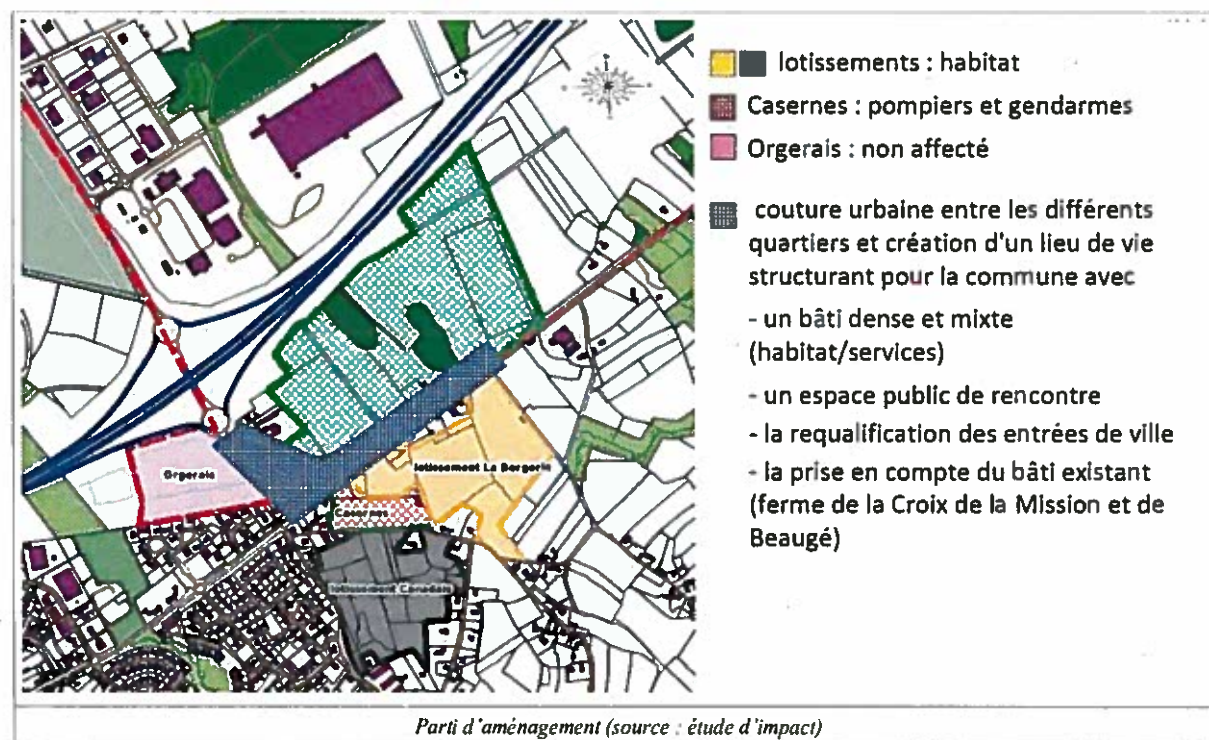 lotissements : habitat
Casernes : pompiers et gendarmes
Orgerais : non affecté
couture urbaine entre les différents
quartiers et création d'un lieu de vie
structurant pour la commune avec
- un bâti dense et mixte
(habitat/services)
- un espace public de rencontre
- la requalification des entrées de ville
- la prise en compte du bâti existant
(ferme de la Croix de la Mission et de
Beaugé)
Orgerais
lotissement La Bergerie
Casernes
Parti d'aménagement (source : étude d'impact)